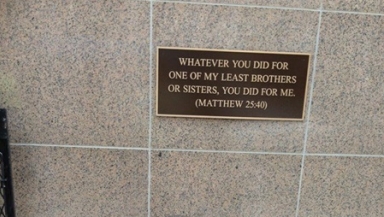 WHATEVER YOU DID FOR
ONE OF MY LEAST BROTHERS
OR SISTERS, YOU DID FOR ME.
(MATTHEW 25:40)